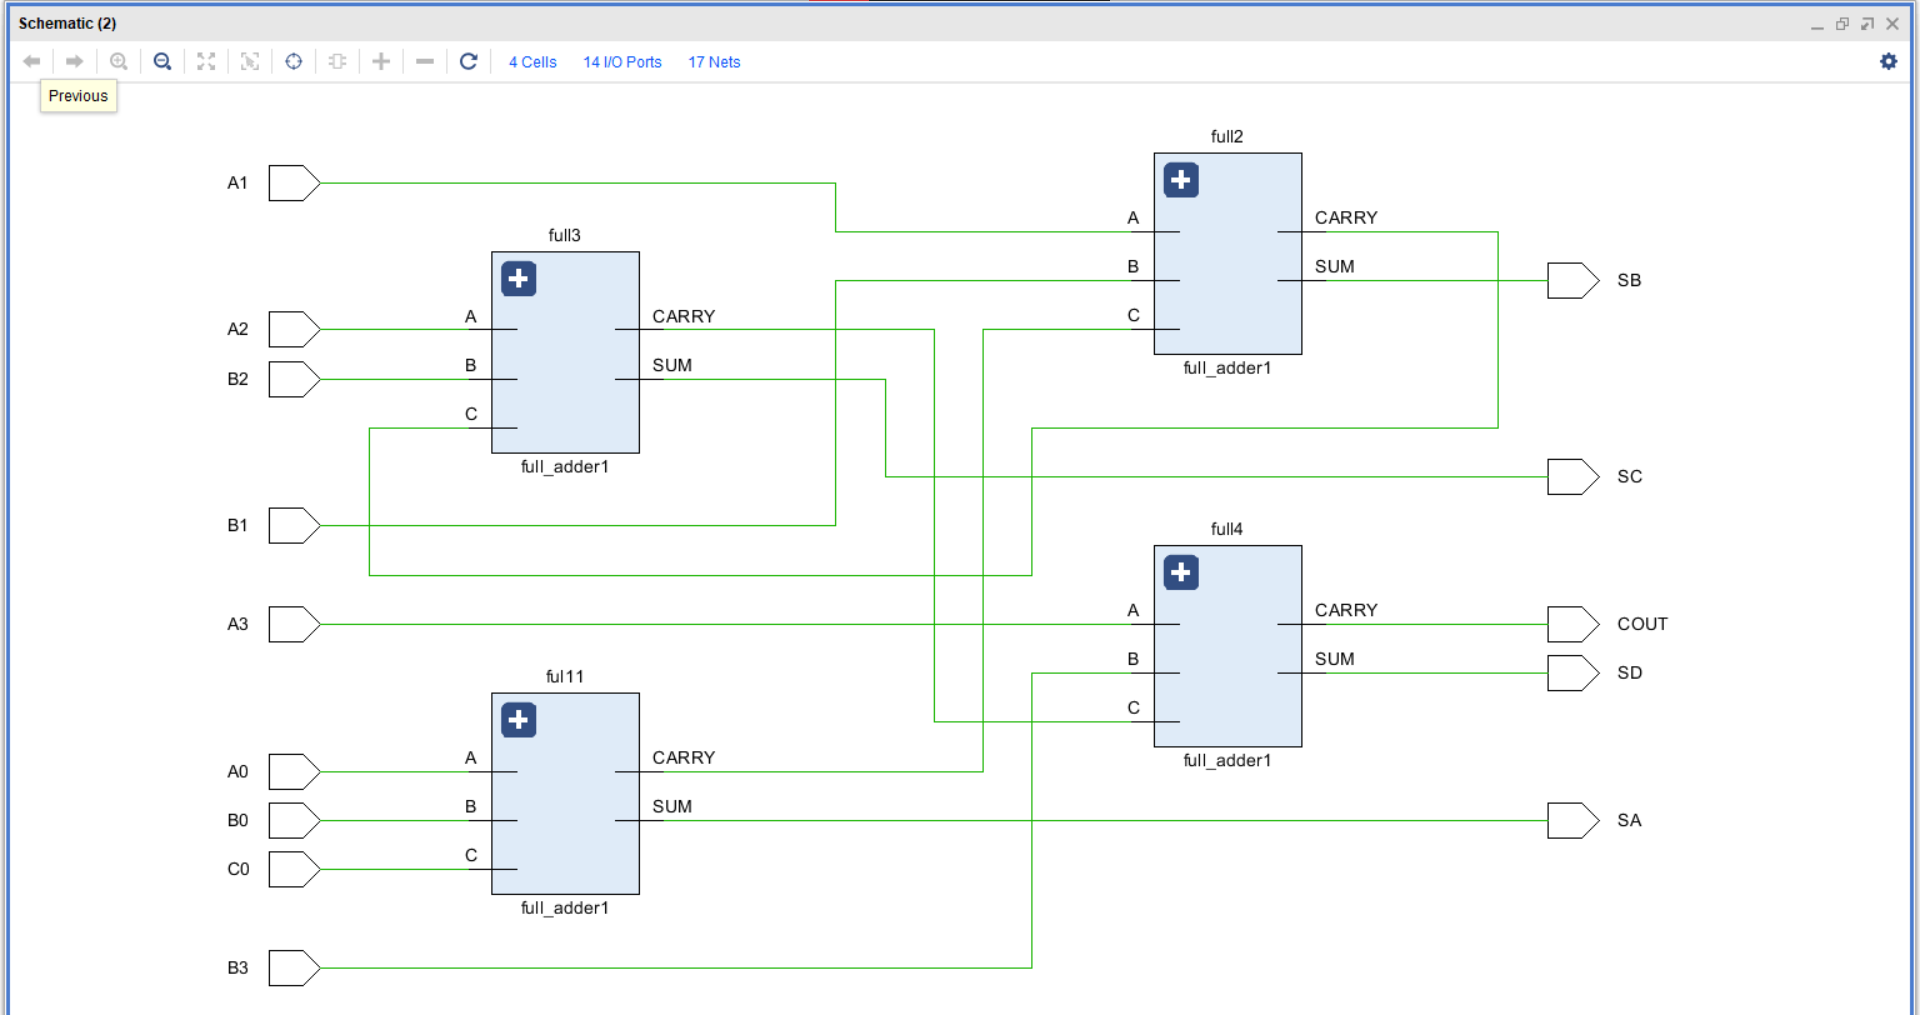 Schematic (2)
4 Cells 14 I/O Ports 17 Nets
Previous
full2
A1
A CARRY
full3
B SUM SB
A2 A CARRY C
B2 B SUM full_adder1
C
full_adder1 SC
B1 full4
A3 A CARRY COUT
ful11 B SUM SD
C
A0 A CARRY full_adder1
B0 B SUM SA
C0 C
full_adder1
B3